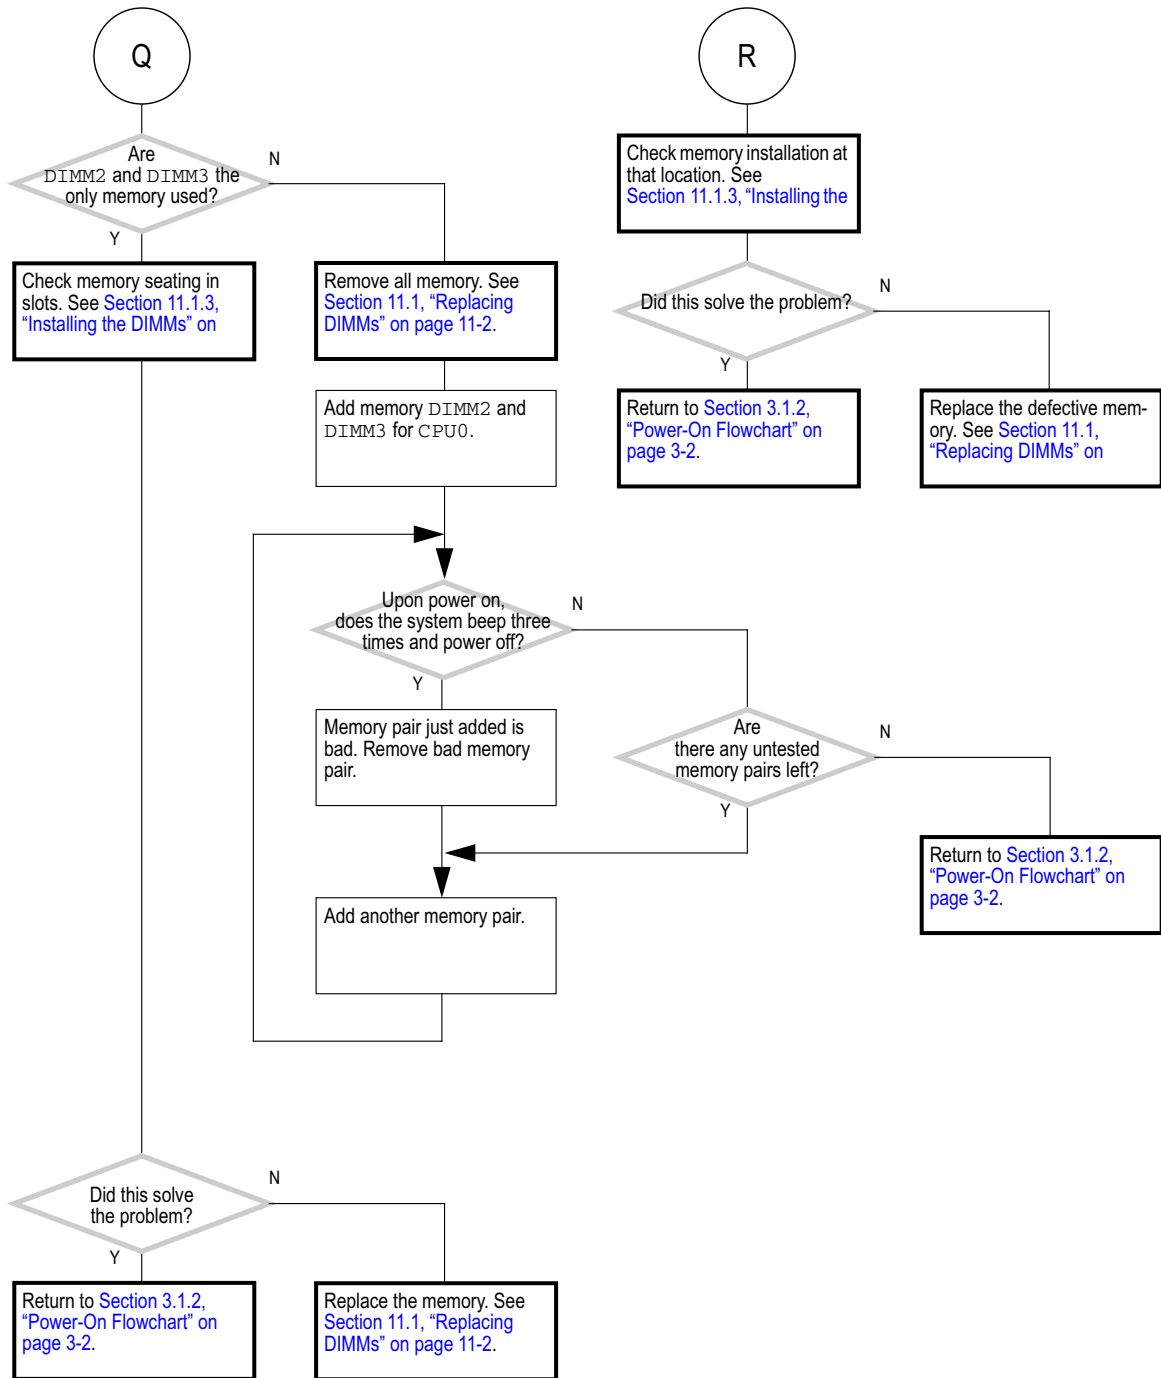 Q
Are
DIMM2 and DIMM3 the
only memory used?
N
Y
Check memory seating in
slots. See Section 11.1.3,
“Installing the DIMMs” on
Remove all memory. See
Section 11.1, “Replacing
DIMMs” on page 11-2.
Add memory DIMM2 and
DIMM3 for CPU0.
Upon power on,
does the system beep three
times and power off?
N
Y
Memory pair just added is
bad. Remove bad memory
pair.
Are
there any untested
memory pairs left?
N
Y
Return to Section 3.1.2,
“Power-On Flowchart” on
page 3-2.
Add another memory pair.
Did this solve
the problem?
N
Y
Return to Section 3.1.2,
“Power-On Flowchart” on
page 3-2.
Replace the memory. See
Section 11.1, “Replacing
DIMMs” on page 11-2.
R
Check memory installation at
that location. See
Section 11.1.3, “Installing the
Did this solve the problem?
N
Y
Return to Section 3.1.2,
“Power-On Flowchart” on
page 3-2.
Replace the defective mem-
ory. See Section 11.1,
“Replacing DIMMs” on